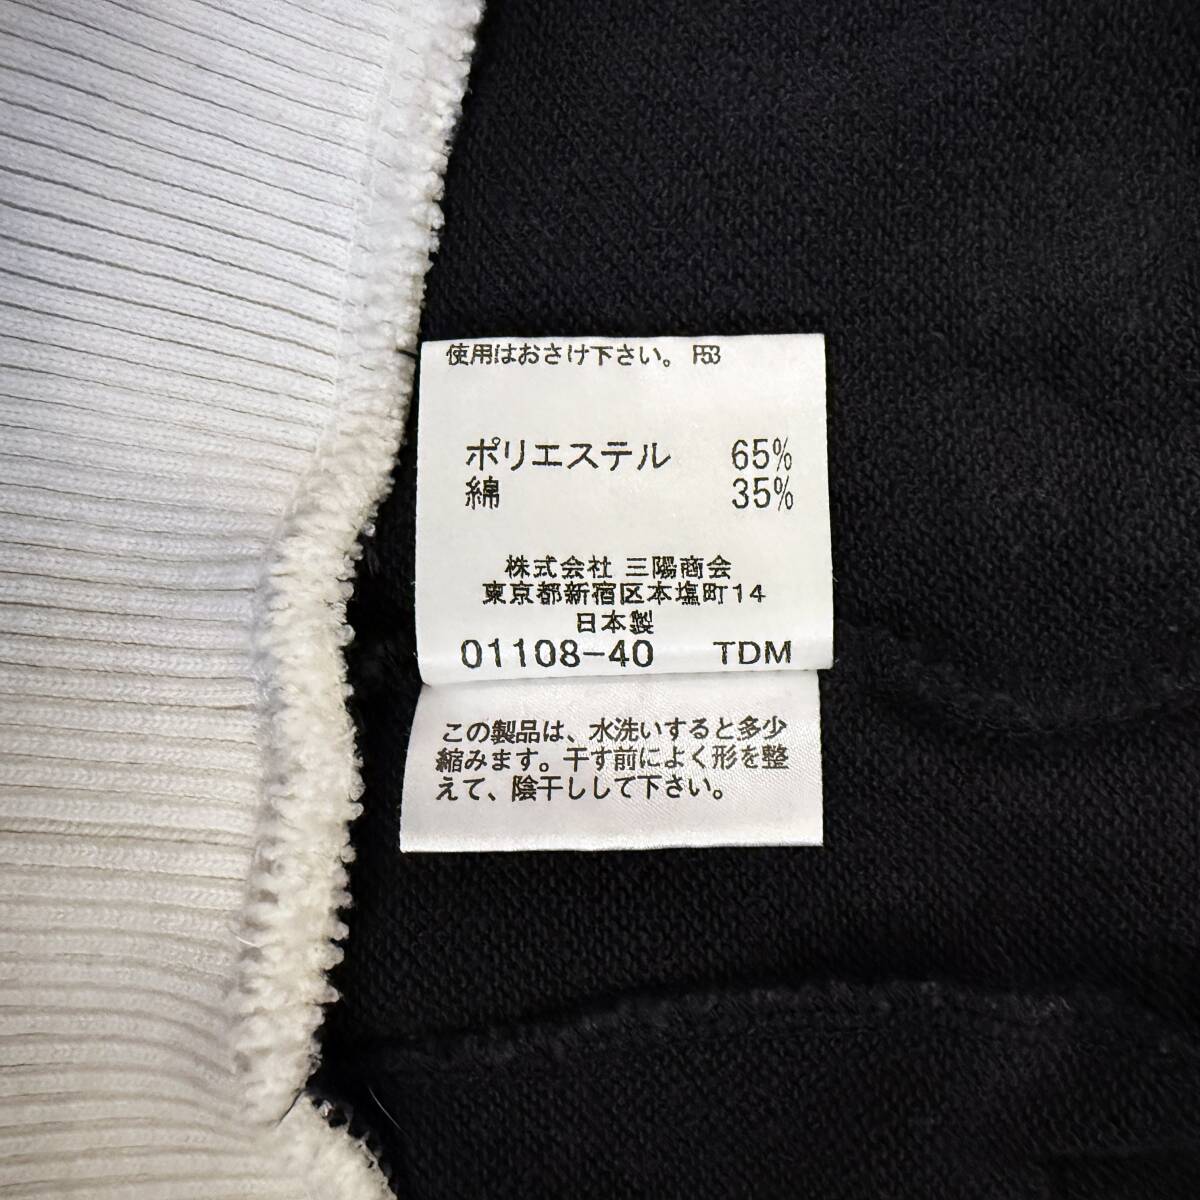 使用はおさけ下さい。 F53
ポリエステル 65%
綿 35%
株式会社 三陽商会
東京都新宿区本塩町14
日本製
01108-40 TDM
この製品は、水洗いすると多少
縮みます。干す前によく形を整
えて、陰干しして下さい。